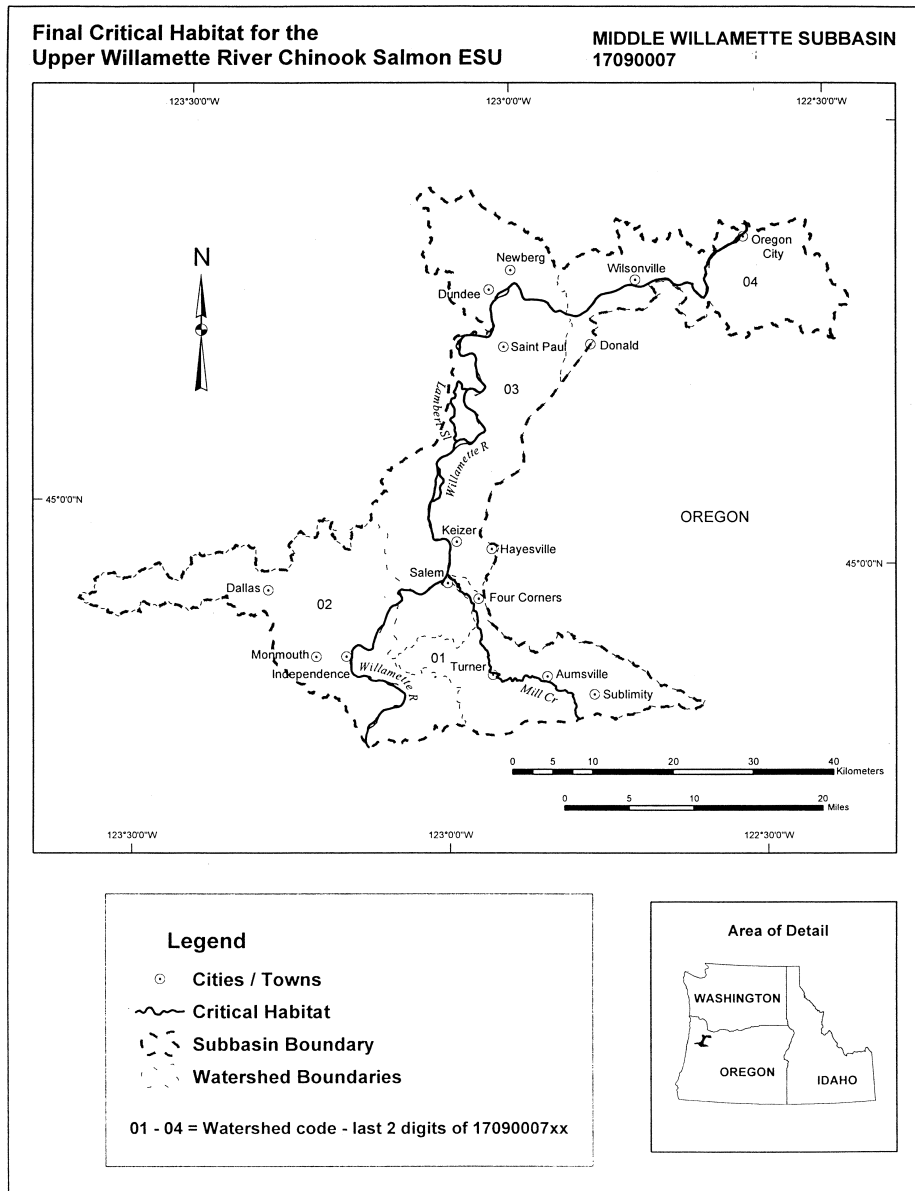 Final Critical Habitat for the
Upper Willamette River Chinook Salmon ESU
MIDDLE WILLAMETTE SUBBASIN
17090007
123°30'0"W
123°0'0"W
122°30'0"W
N
Newberg
Dundee
Wilsonville
Oregon
City
04
Saint Paul
Donald
03
Lambert Sl
Willamette R
45°0'0"N
OREGON
Keizer
Hayesville
45°0'0"N
Salem
Four Corners
Dallas
02
Monmouth
Independence
Willamette R
01
Turner
Aumsville
Sublimity
Mill Cr
0 5 10 20 30 40
Kilometers
0 5 10 20
Miles
123°30'0"W
123°0'0"W
122°30'0"W
Legend
Cities / Towns
Critical Habitat
Subbasin Boundary
Watershed Boundaries
01 - 04 = Watershed code - last 2 digits of 17090007xx
Area of Detail
WASHINGTON
OREGON
IDAHO